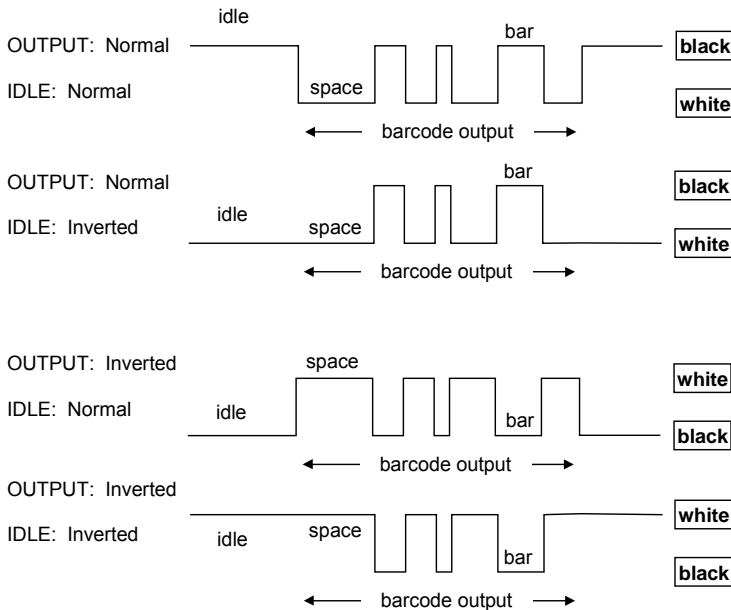 idle
OUTPUT: Normal
bar
black
IDLE: Normal
space
white
barcode output
OUTPUT: Normal
bar
black
idle
IDLE: Inverted
space
white
barcode output
OUTPUT: Inverted
space
white
IDLE: Normal
idle
bar
black
barcode output
OUTPUT: Inverted
white
IDLE: Inverted
idle
space
bar
black
barcode output